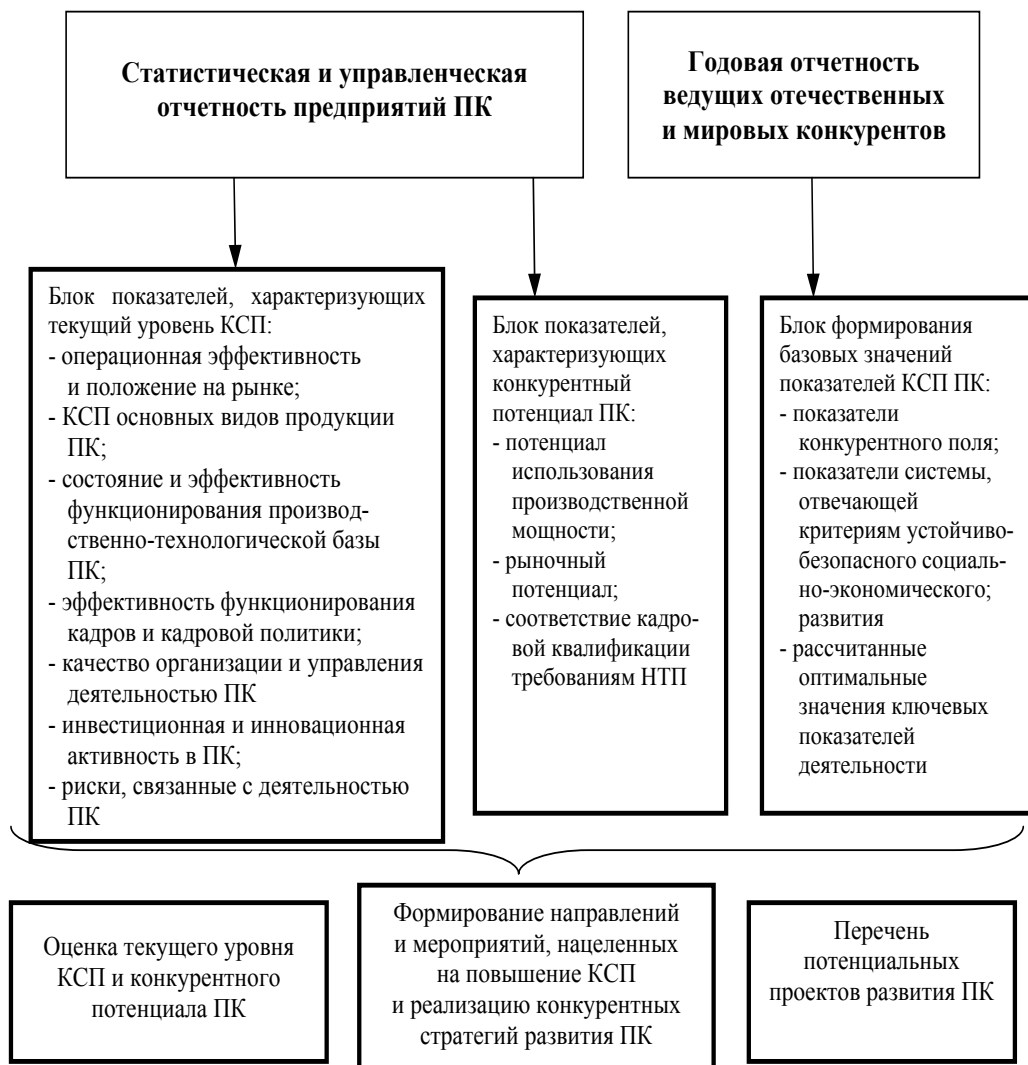 Статистическая и управленческая
отчетность предприятий ПК
Годовая отчетность
ведущих отечественных
и мировых конкурентов
Блок показателей, характеризующих
текущий уровень КСП:
- операционная эффективность
и положение на рынке;
- КСП основных видов продукции
ПК;
- состояние и эффективность
функционирования производ-
ственно-технологической базы
ПК;
- эффективность функционирования
кадров и кадровой политики;
- качество организации и управления
деятельностью ПК
- инвестиционная и инновационная
активность в ПК;
- риски, связанные с деятельностью
ПК
Блок показателей,
характеризующих
конкурентный
потенциал ПК:
- потенциал
использования
производственной
мощности;
- рыночный
потенциал;
- соответствие кадро-
вой квалификации
требованиям НТП
Блок формирования
базовых значений
показателей КСП ПК:
- показатели
конкурентного поля;
- показатели системы,
отвечающей
критериям устойчиво-
безопасного социаль-
но-экономического;
развития
- рассчитанные
оптимальные
значения ключевых
показателей
деятельности
Оценка текущего уровня
КСП и конкурентного
потенциала ПК
Формирование направлений
и мероприятий, нацеленных
на повышение КСП
и реализацию конкурентных
стратегий развития ПК
Перечень
потенциальных
проектов развития ПК